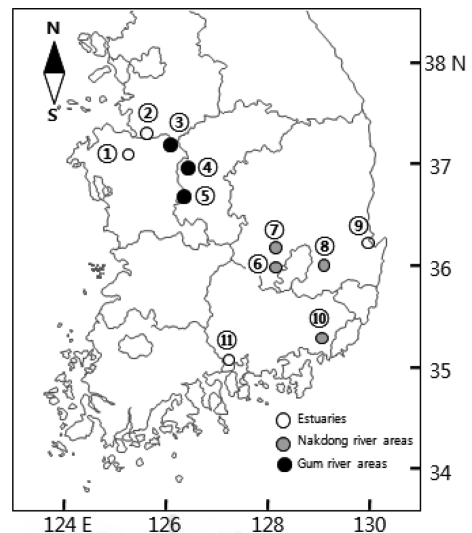 N
S
②
③
①
④
⑤
⑦
⑥
⑧
⑨
⑩
⑪
38 N
37
36
35
34
Estuaries
Nakdong river areas
Gum river areas
124 E
126
128
130